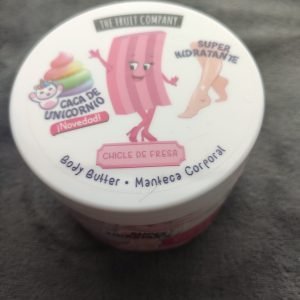 THE FRUIT COMPANY
SUPER
HIDRATANTE
CACA DE
UNICORNIO
¡Novedad!
CHICLE DE FRESA
Body Butter • Manteca Corporal